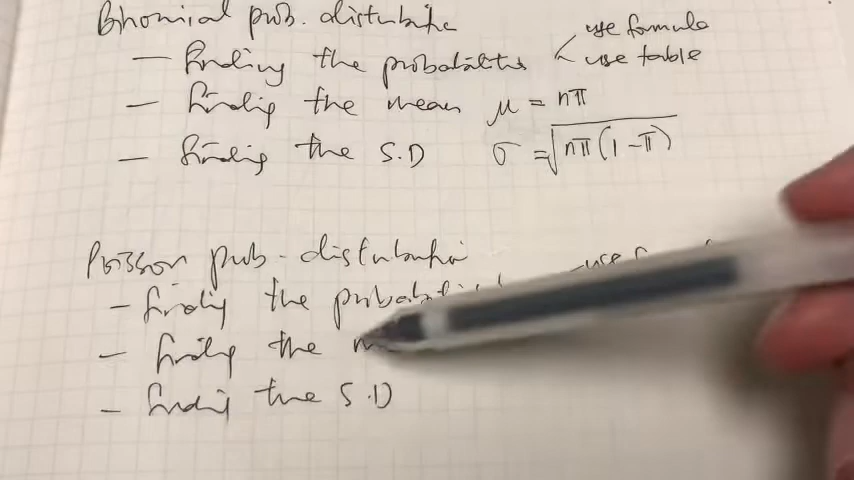 Binomial prob. distribution
— finding the probabilities < use formula
use table
— finding the mean μ = nπ
— finding the S.D σ = √nπ(1-π)
Poisson prob. distribution
- finding the use
- finding the
- finding the S.D